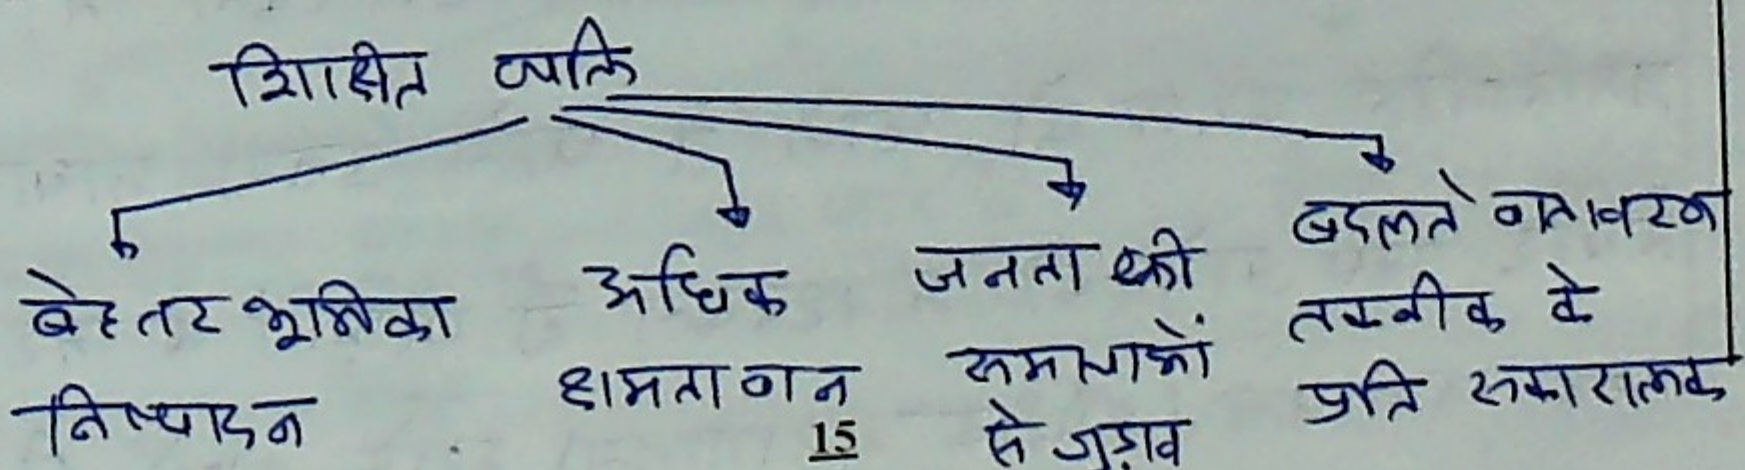 शिक्षित व्यक्ति
बेहतर भूमिका
निष्पादन
अधिक
क्षमतावान
जनता की
समस्याओं
से जुड़ाव
बदलते वातावरण
तकनीक के
प्रति सकारात्मक
15